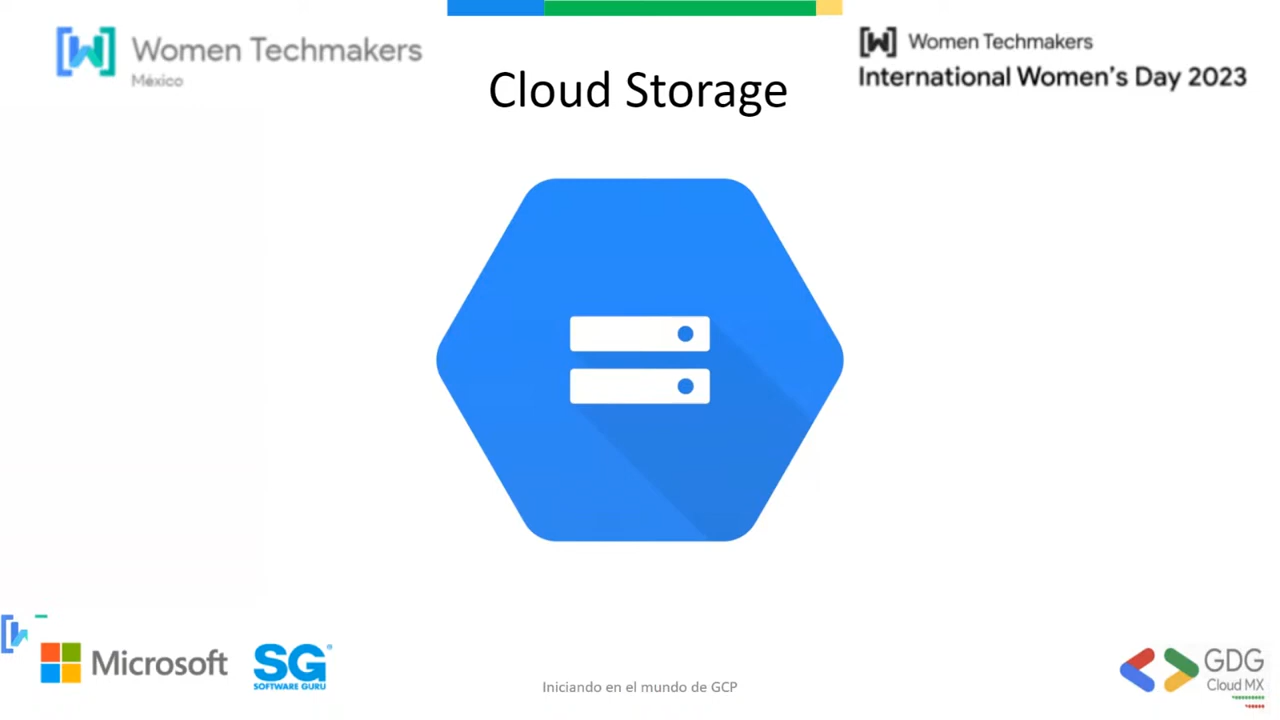 Women Techmakers
México
Women Techmakers
International Women's Day 2023
Cloud Storage
Microsoft
SG
SOFTWARE GURU
Iniciando en el mundo de GCP
GDG
Cloud MX